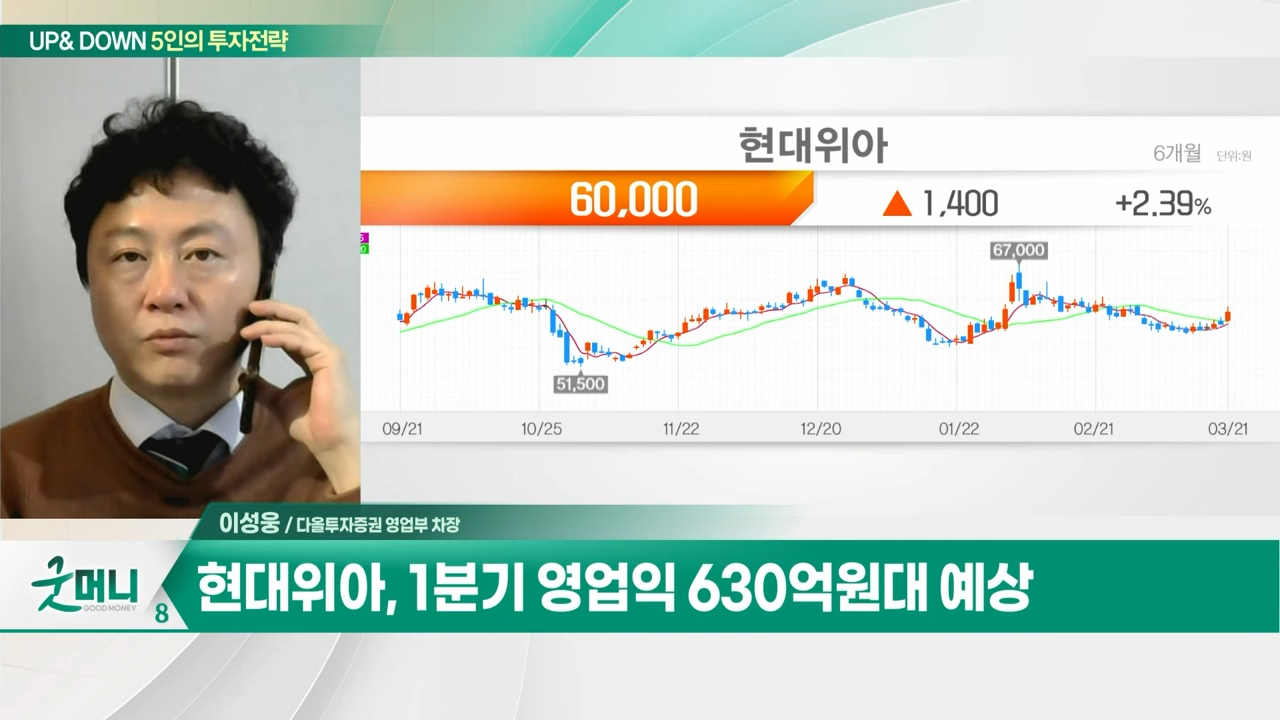 UP& DOWN 5인의 투자전략
현대위아
6개월 단위:원
60,000 ▲ 1,400 +2.39%
67,000
51,500
09/21 10/25 11/22 12/20 01/22 02/21 03/21
이성웅 / 다올투자증권 영업부 차장
굿머니
GOOD MONEY
8
현대위아, 1분기 영업익 630억원대 예상